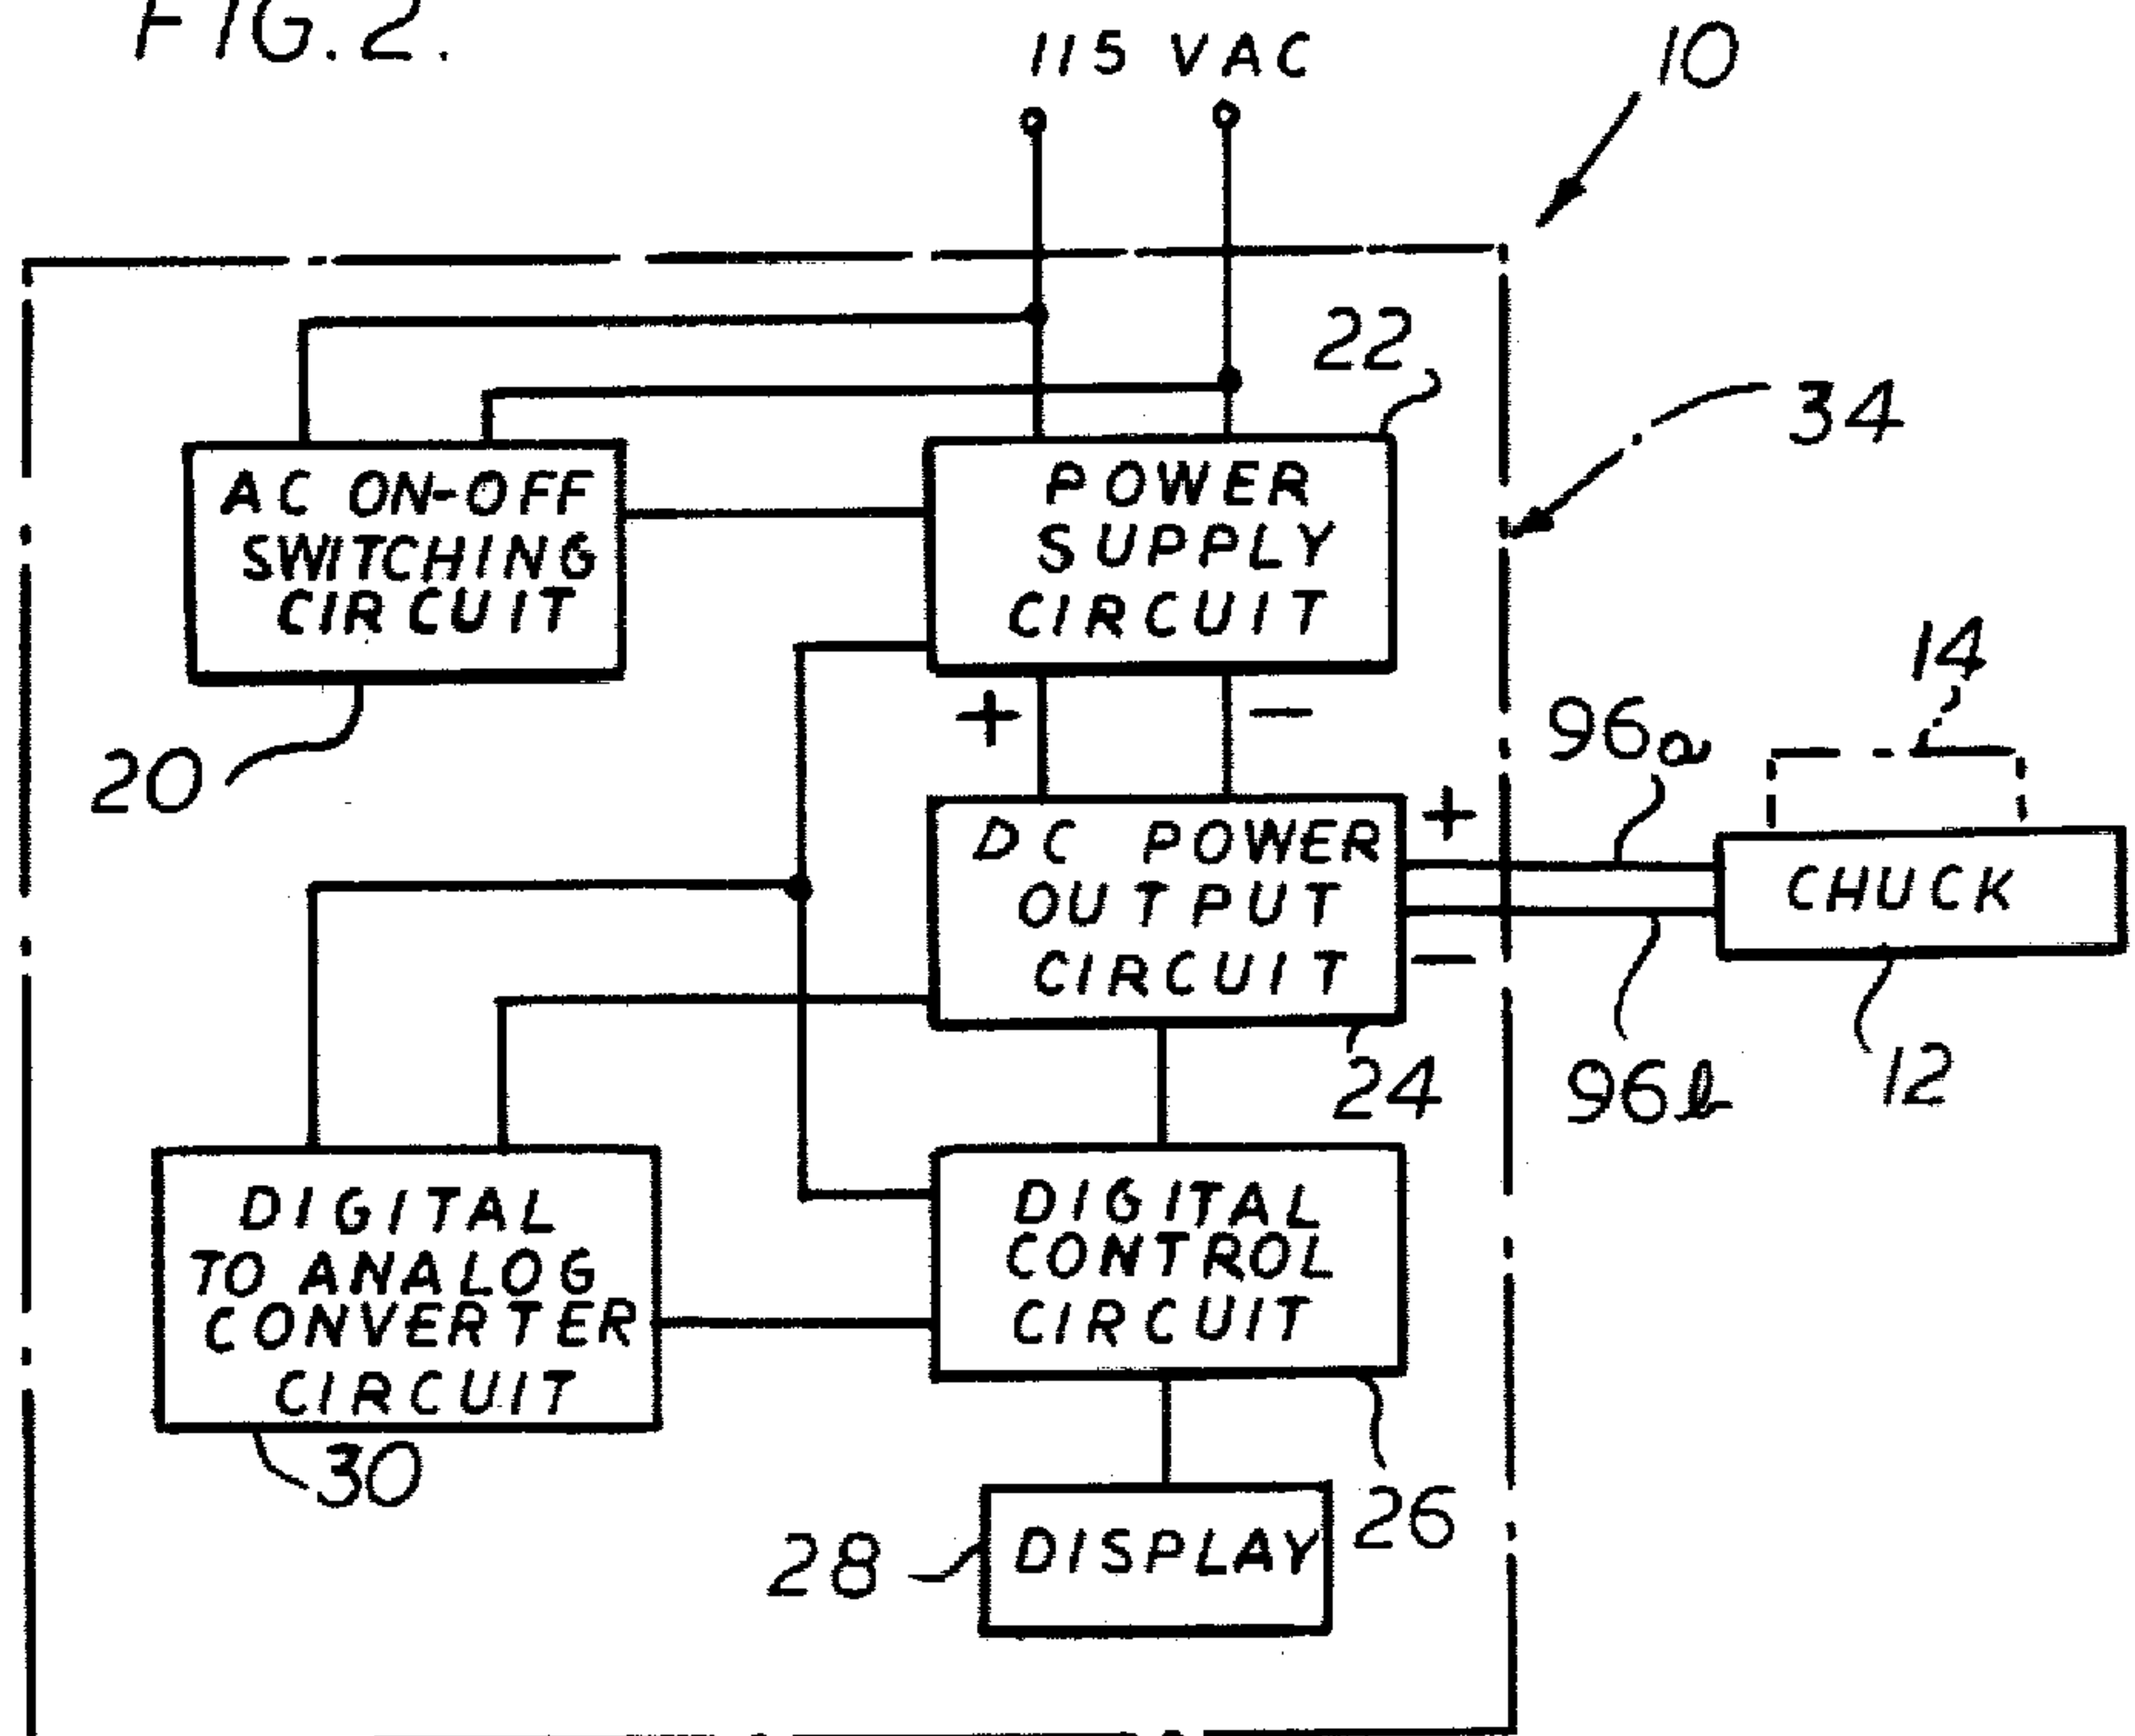 FIG. 2.
115 VAC
10
22
34
AC ON-OFF
SWITCHING
CIRCUIT
POWER
SUPPLY
CIRCUIT
14
20
+
−
96a
+
DC POWER
OUTPUT
CIRCUIT
CHUCK
−
24
96b
12
DIGITAL
TO ANALOG
CONVERTER
CIRCUIT
DIGITAL
CONTROL
CIRCUIT
30
26
28
DISPLAY